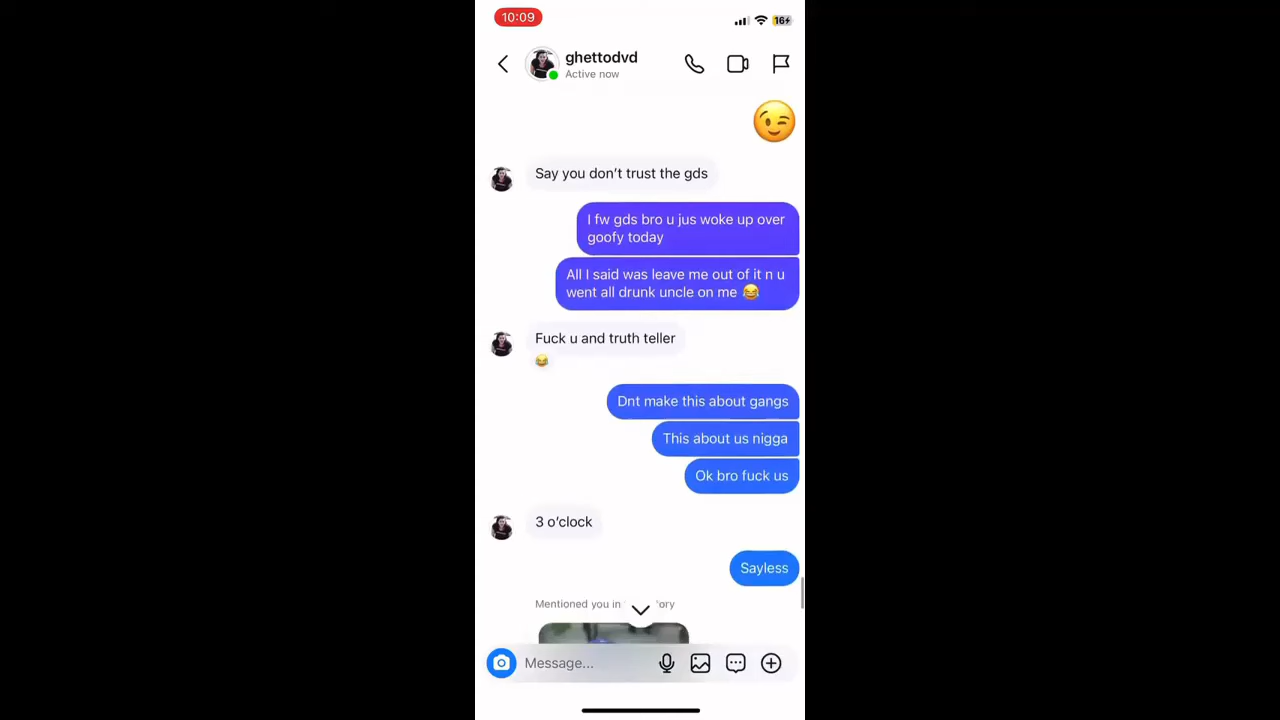 10:09
16
ghettodvd
Active now
Say you don't trust the gds
I fw gds bro u jus woke up over
goofy today
All I said was leave me out of it n u
went all drunk uncle on me 😂
Fuck u and truth teller
Dnt make this about gangs
This about us nigga
Ok bro fuck us
3 o'clock
Sayless
Mentioned you in
Message...